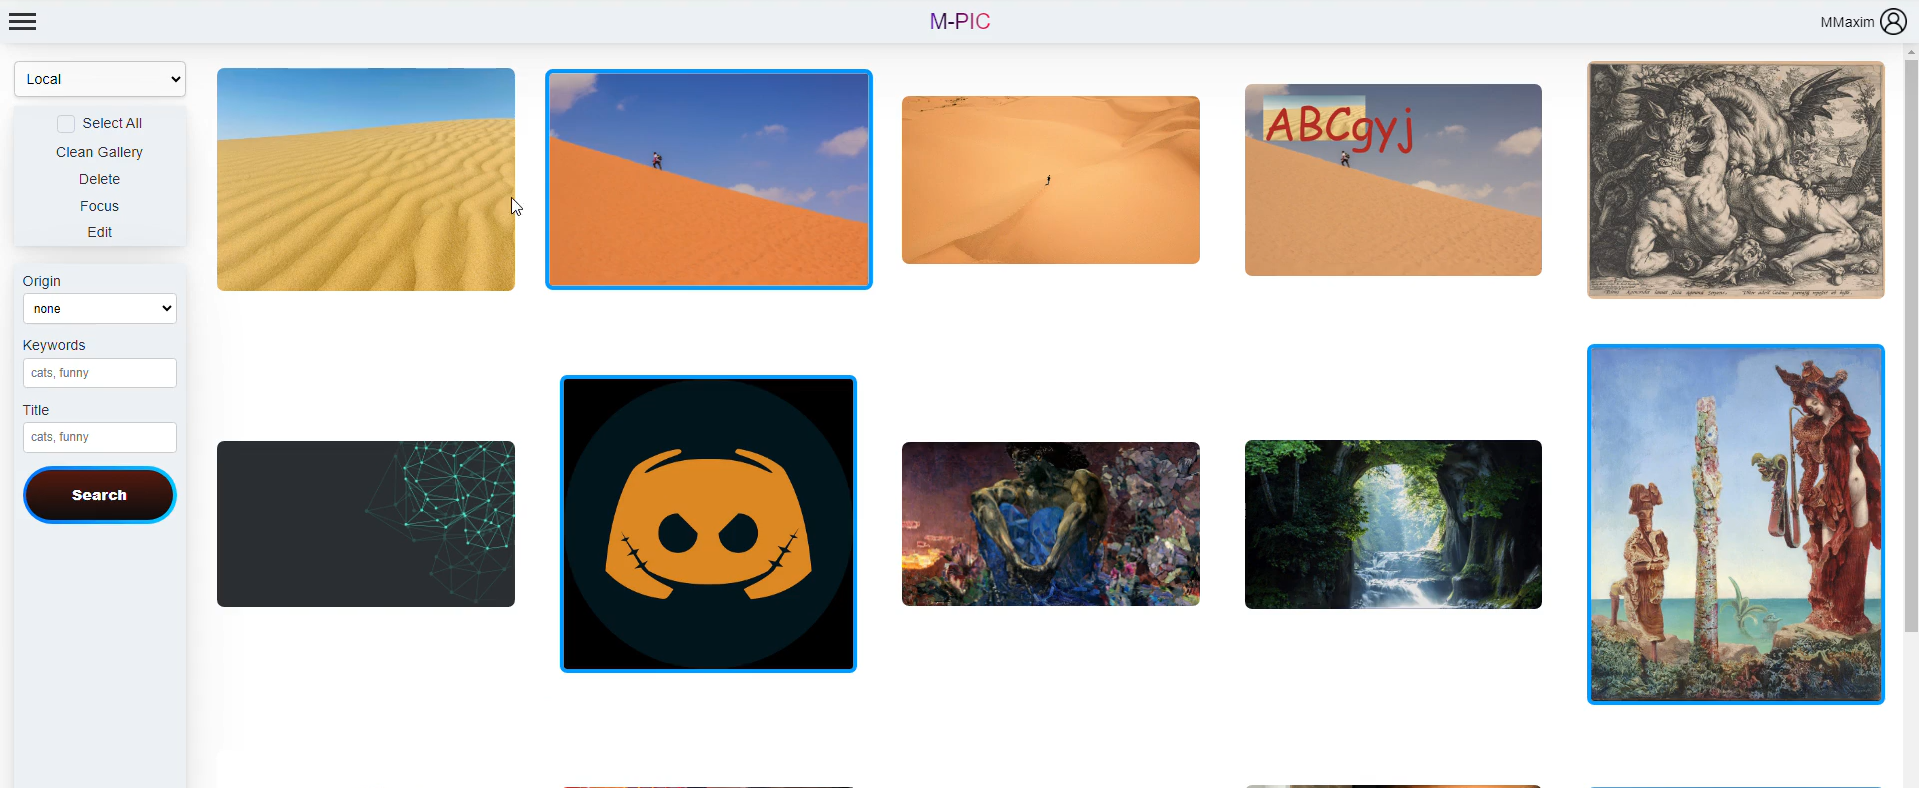 M-PIC
MMaxim
Local
Select All
Clean Gallery
Delete
Focus
Edit
Origin
none
Keywords
cats, funny
Title
cats, funny
Search
ABCgyj